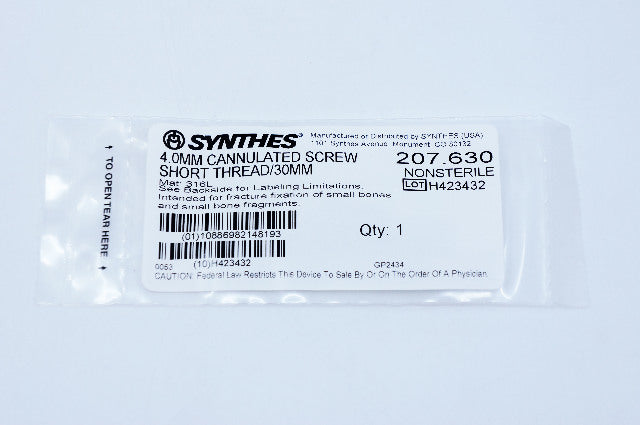 SYNTHES®
Manufactured or Distributed by SYNTHES (USA)
1101 Synthes Avenue, Monument, CO 80132
4.0MM CANNULATED SCREW
SHORT THREAD/30MM
207.630
NONSTERILE
LOT H423432
Mat: 316L
See Backside for Labeling Limitations.
Intended for fracture fixation of small bones
and small bone fragments.
(01)10886982148193
Qty: 1
(10)H423432
0053
GP2434
CAUTION: Federal Law Restricts This Device To Sale By Or On The Order Of A Physician.
TO OPEN TEAR HERE